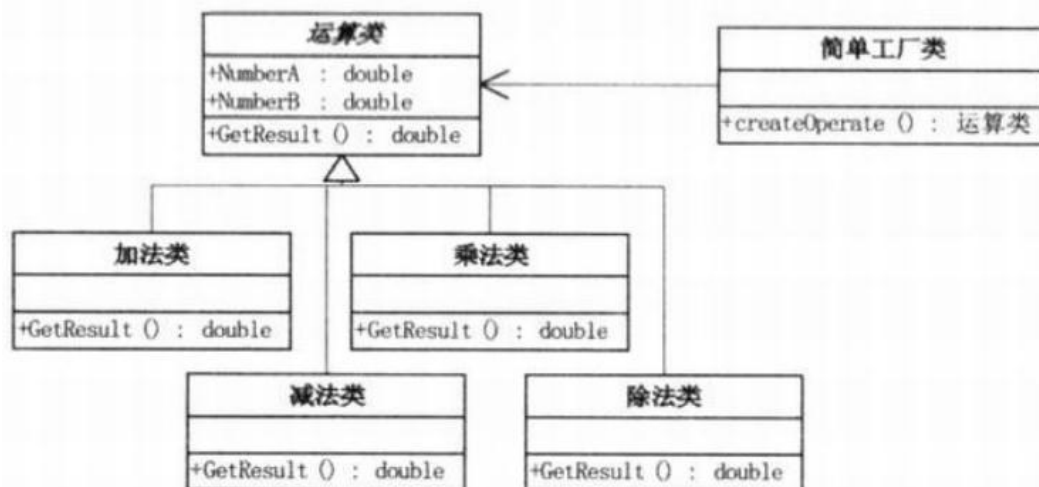 运算类
+NumberA : double
+NumberB : double
+GetResult () : double
简单工厂类
+createOperate () : 运算类
加法类
+GetResult () : double
乘法类
+GetResult () : double
减法类
+GetResult () : double
除法类
+GetResult () : double